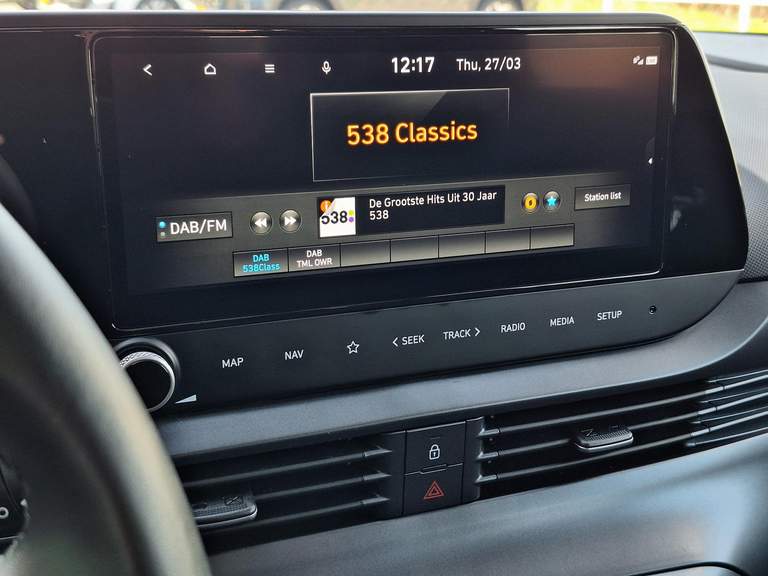 12:17 Thu, 27/03
538 Classics
DAB/FM
538
De Grootste Hits Uit 30 Jaar
538
Station list
DAB
538Class
DAB
TML OWR
MAP
NAV
< SEEK
TRACK >
RADIO
MEDIA
SETUP